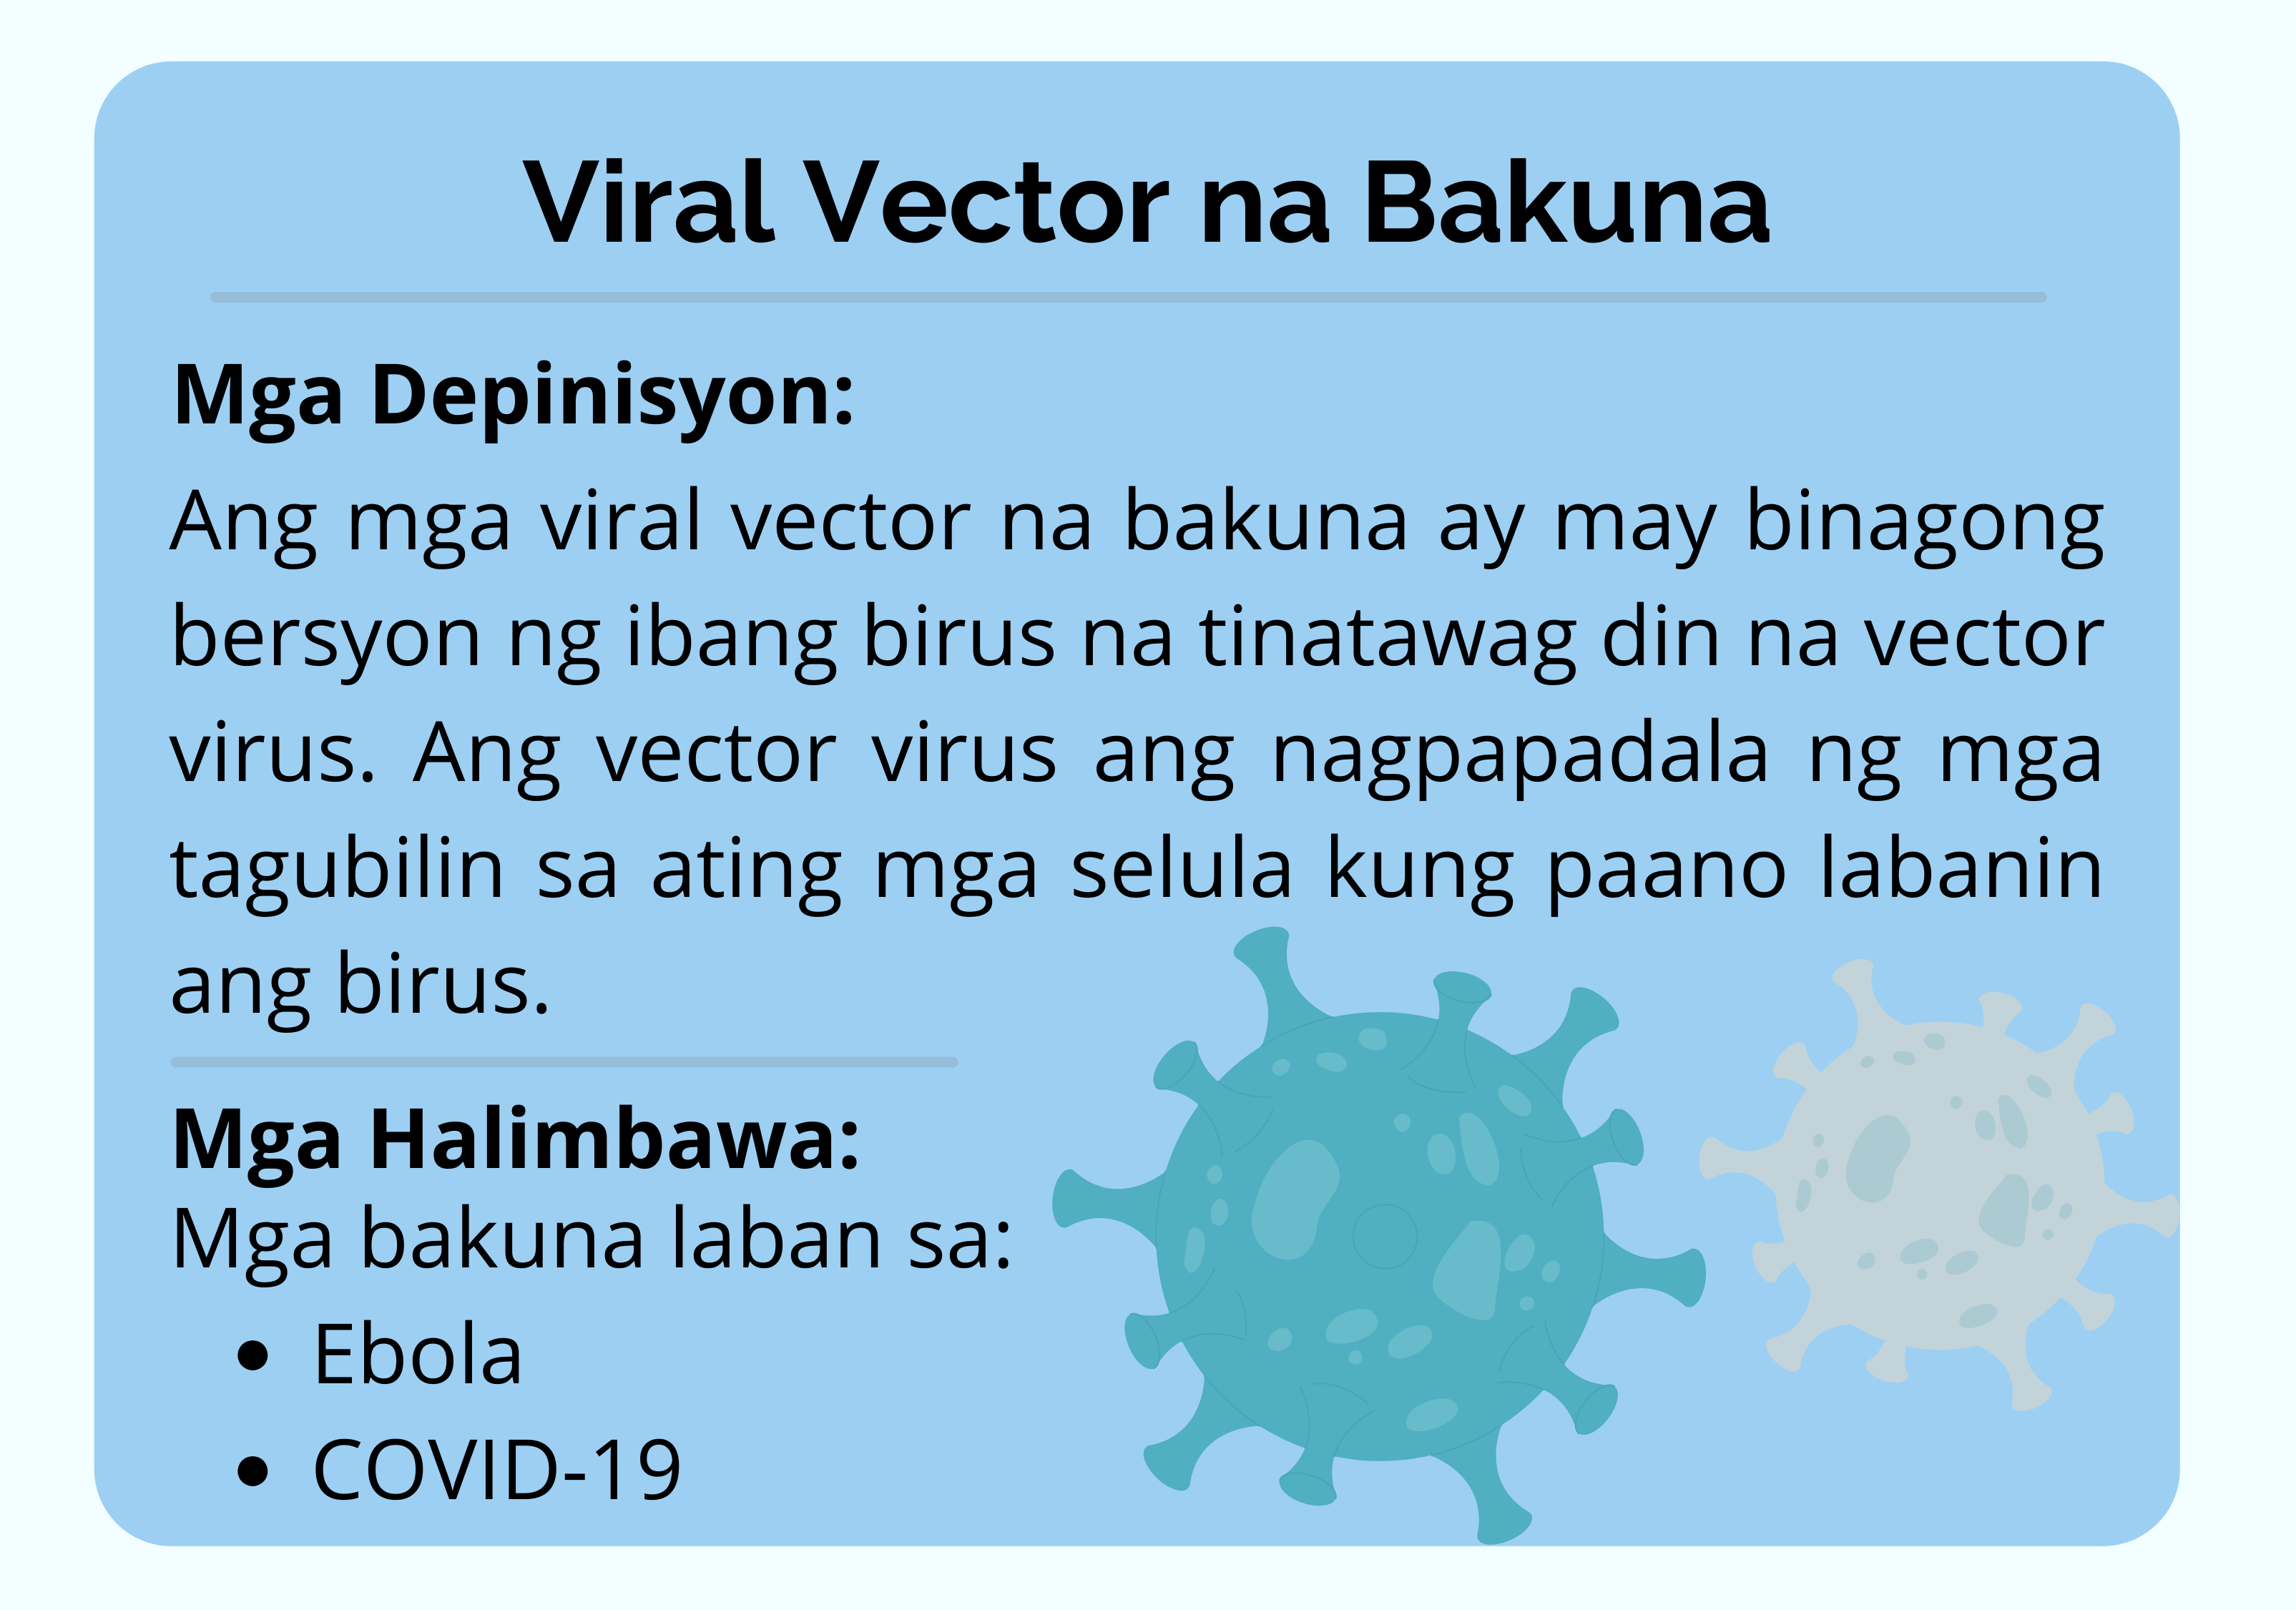 Viral Vector na Bakuna
Mga Depinisyon:
Ang mga viral vector na bakuna ay may binagong
bersyon ng ibang birus na tinatawag din na vector
virus. Ang vector virus ang nagpapadala ng mga
tagubilin sa ating mga selula kung paano labanin
ang birus.
Mga Halimbawa:
Mga bakuna laban sa:
• Ebola
• COVID-19